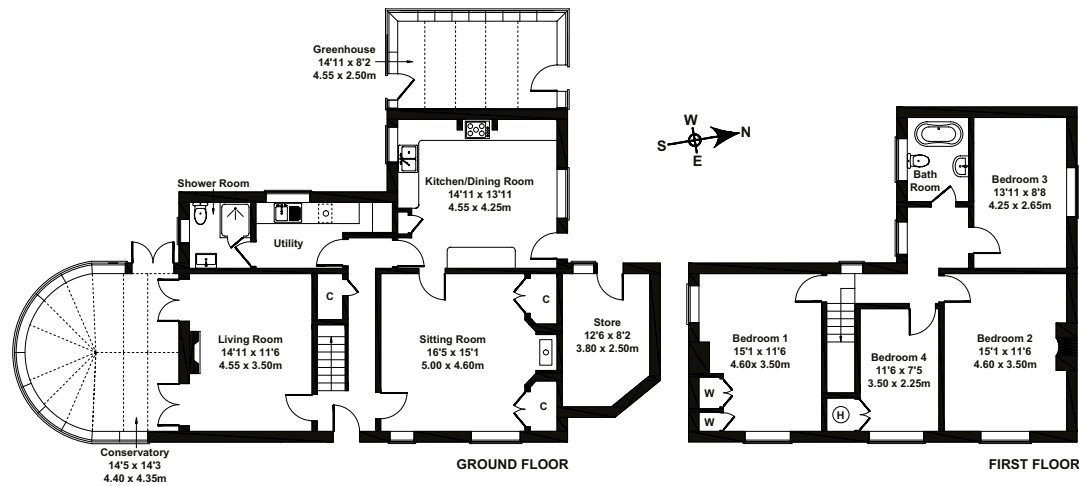 Greenhouse
14'11 x 8'2
4.55 x 2.50m
W
S
N
E
Kitchen/Dining Room
14'11 x 13'11
4.55 x 4.25m
Shower Room
Utility
C
Living Room
14'11 x 11'6
4.55 x 3.50m
Sitting Room
16'5 x 15'1
5.00 x 4.60m
C
C
Store
12'6 x 8'2
3.80 x 2.50m
Conservatory
14'5 x 14'3
4.40 x 4.35m
GROUND FLOOR
Bath
Room
Bedroom 3
13'11 x 8'8
4.25 x 2.65m
Bedroom 1
15'1 x 11'6
4.60x 3.50m
Bedroom 2
15'1 x 11'6
4.60 x 3.50m
Bedroom 4
11'6 x 7'5
3.50 x 2.25m
W
W
H
FIRST FLOOR